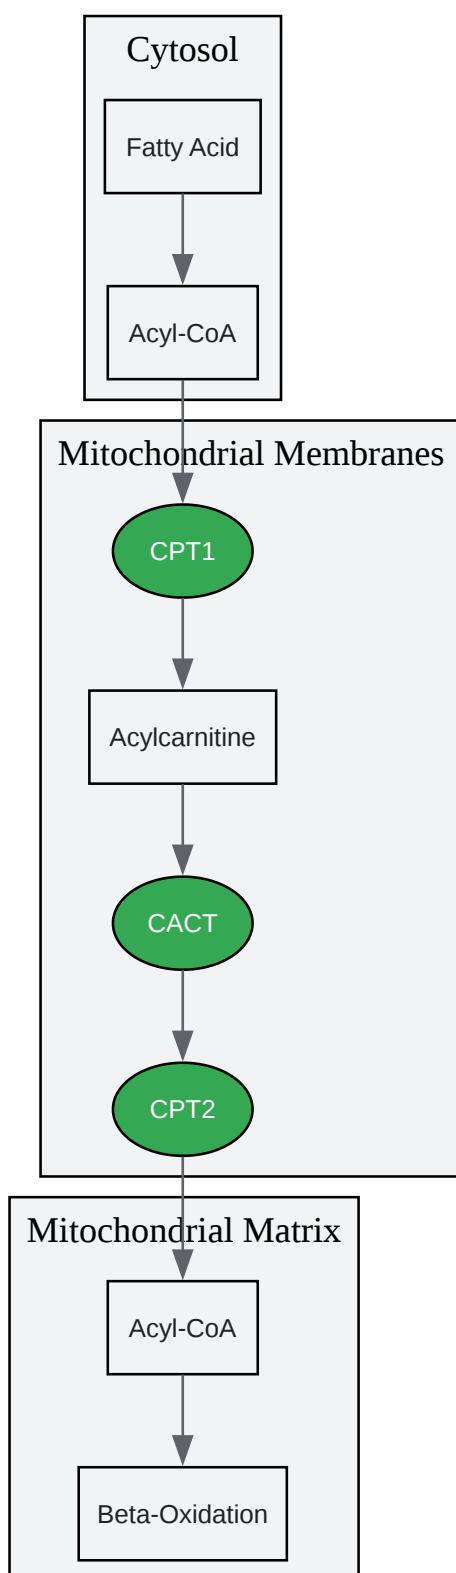 Cytosol
Fatty Acid
Acyl-CoA
Mitochondrial Membranes
CPT1
Acylcarnitine
CACT
CPT2
Mitochondrial Matrix
Acyl-CoA
Beta-Oxidation